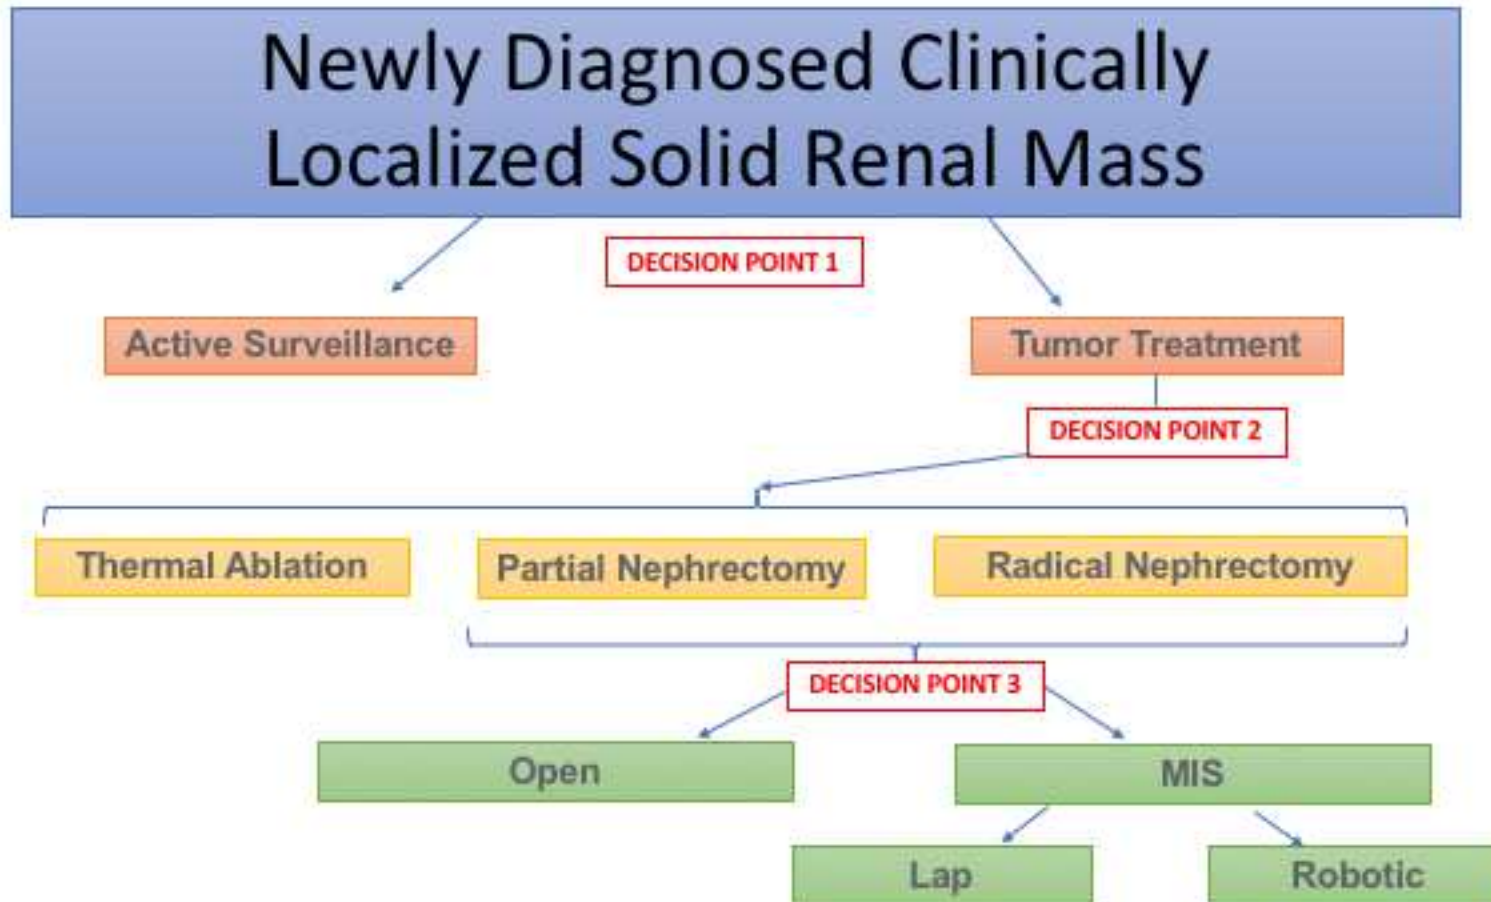 Newly Diagnosed Clinically
Localized Solid Renal Mass
DECISION POINT 1
Active Surveillance
Tumor Treatment
DECISION POINT 2
Thermal Ablation
Partial Nephrectomy
Radical Nephrectomy
DECISION POINT 3
Open
MIS
Lap
Robotic